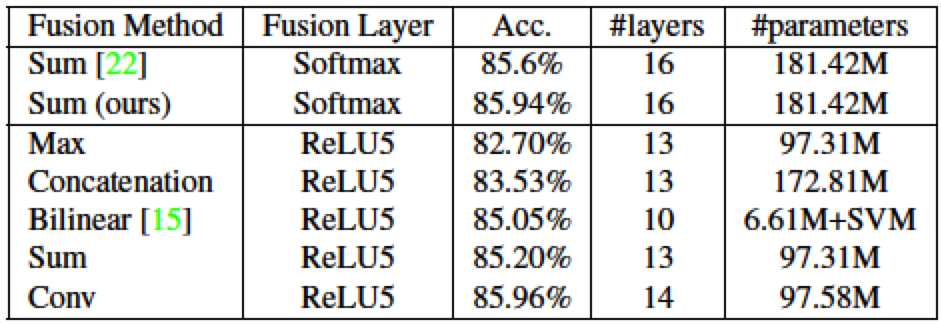 Fusion Method Fusion Layer Acc. #layers #parameters
Sum [22] Softmax 85.6% 16 181.42M
Sum (ours) Softmax 85.94% 16 181.42M
Max ReLU5 82.70% 13 97.31M
Concatenation ReLU5 83.53% 13 172.81M
Bilinear [15] ReLU5 85.05% 10 6.61M+SVM
Sum ReLU5 85.20% 13 97.31M
Conv ReLU5 85.96% 14 97.58M